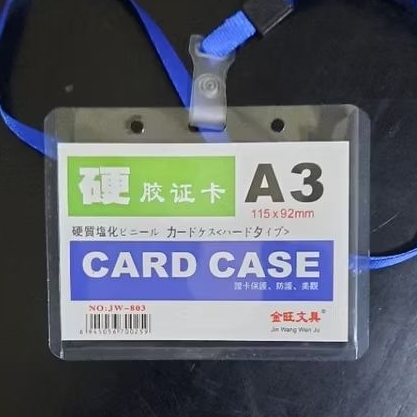 硬 胶证卡 A3
115x92mm
硬質塩化ビニール カードケス<ハードタイプ>
CARD CASE
證卡保護、防護、美觀
NO:JW-803
6945056700259
金旺文具
Jin Wang Wen Ju